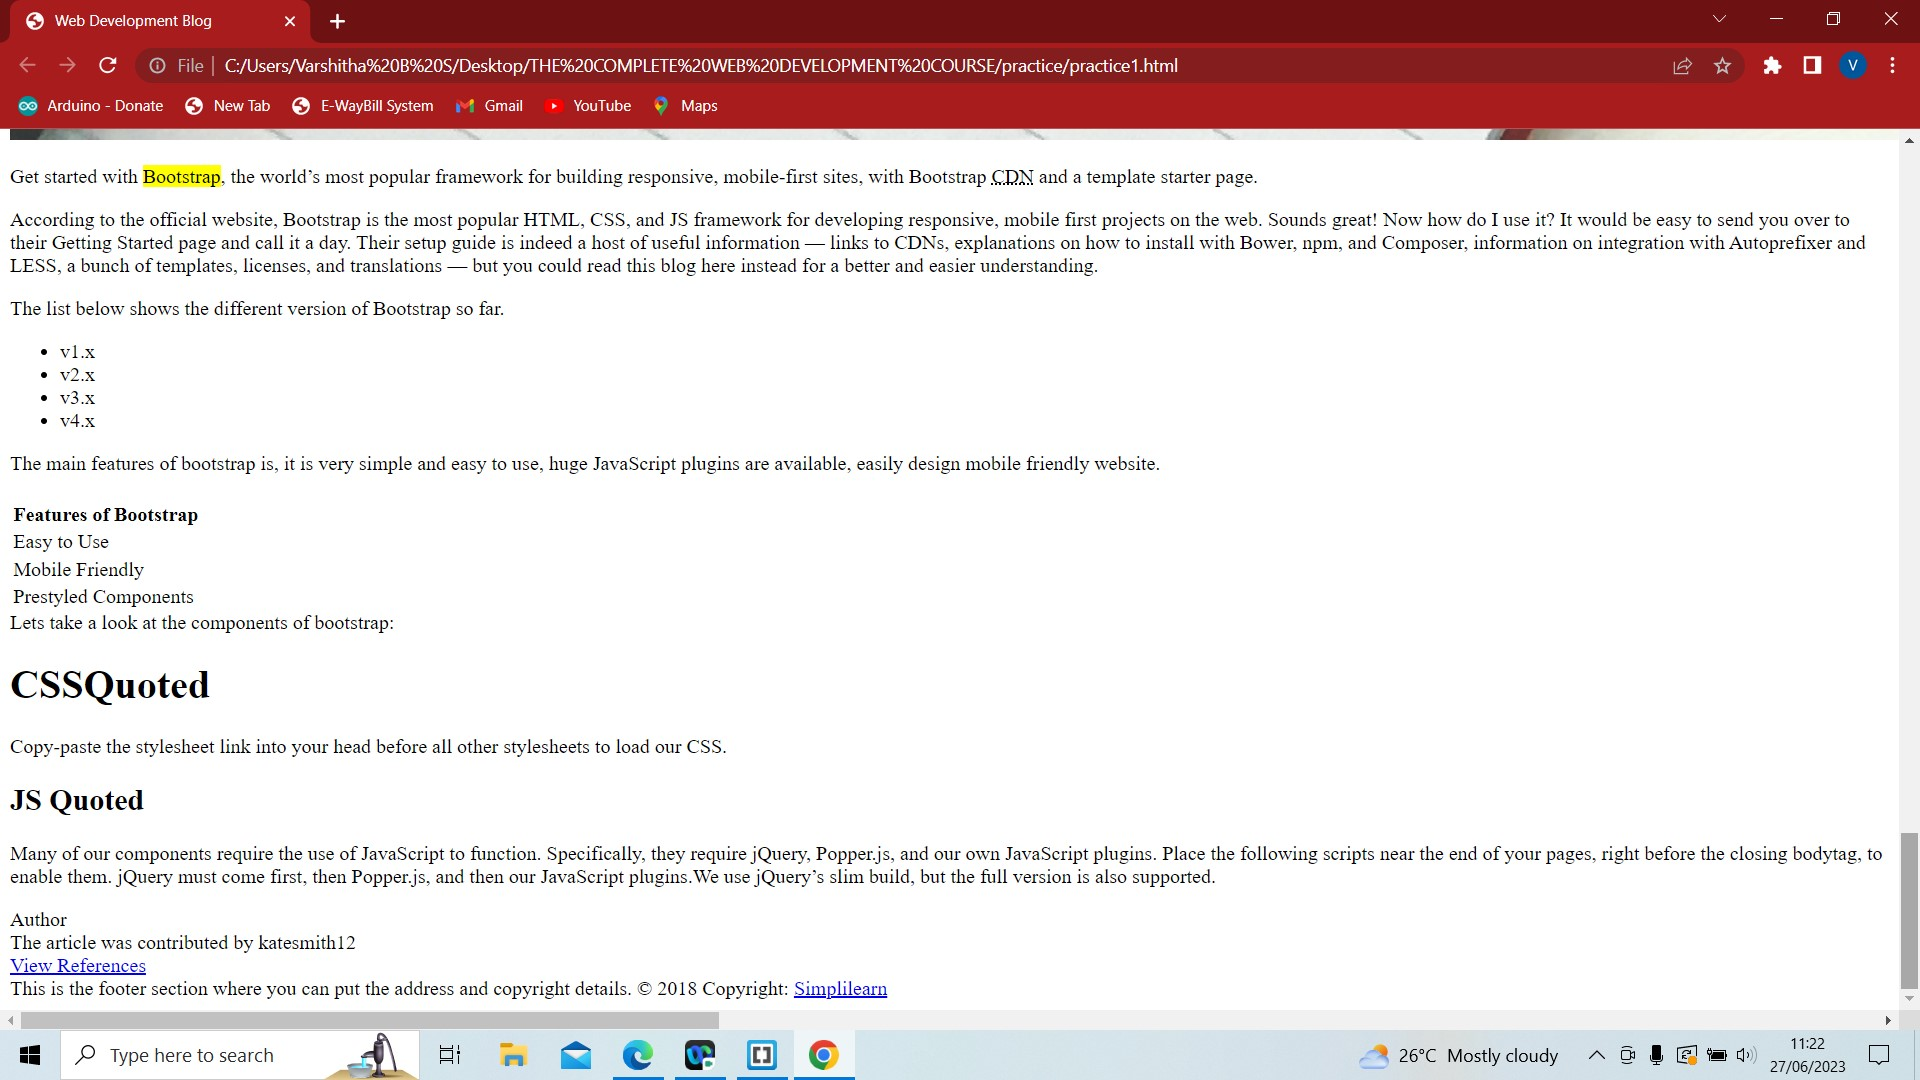 Web Development Blog
File
C:/Users/Varshitha%20B%20S/Desktop/THE%20COMPLETE%20WEB%20DEVELOPMENT%20COURSE/practice/practice1.html
V
Arduino - Donate
New Tab
E-WayBill System
Gmail
YouTube
Maps
Get started with Bootstrap, the world’s most popular framework for building responsive, mobile-first sites, with Bootstrap CDN and a template starter page.
According to the official website, Bootstrap is the most popular HTML, CSS, and JS framework for developing responsive, mobile first projects on the web. Sounds great! Now how do I use it? It would be easy to send you over to
their Getting Started page and call it a day. Their setup guide is indeed a host of useful information — links to CDNs, explanations on how to install with Bower, npm, and Composer, information on integration with Autoprefixer and
LESS, a bunch of templates, licenses, and translations — but you could read this blog here instead for a better and easier understanding.
The list below shows the different version of Bootstrap so far.
• v1.x
• v2.x
• v3.x
• v4.x
The main features of bootstrap is, it is very simple and easy to use, huge JavaScript plugins are available, easily design mobile friendly website.
Features of Bootstrap
Easy to Use
Mobile Friendly
Prestyled Components
Lets take a look at the components of bootstrap:
CSSQuoted
Copy-paste the stylesheet link into your head before all other stylesheets to load our CSS.
JS Quoted
Many of our components require the use of JavaScript to function. Specifically, they require jQuery, Popper.js, and our own JavaScript plugins. Place the following scripts near the end of your pages, right before the closing bodytag, to
enable them. jQuery must come first, then Popper.js, and then our JavaScript plugins.We use jQuery’s slim build, but the full version is also supported.
Author
The article was contributed by katesmith12
View References
This is the footer section where you can put the address and copyright details. © 2018 Copyright: Simplilearn
Type here to search
26°C Mostly cloudy
11:22
27/06/2023